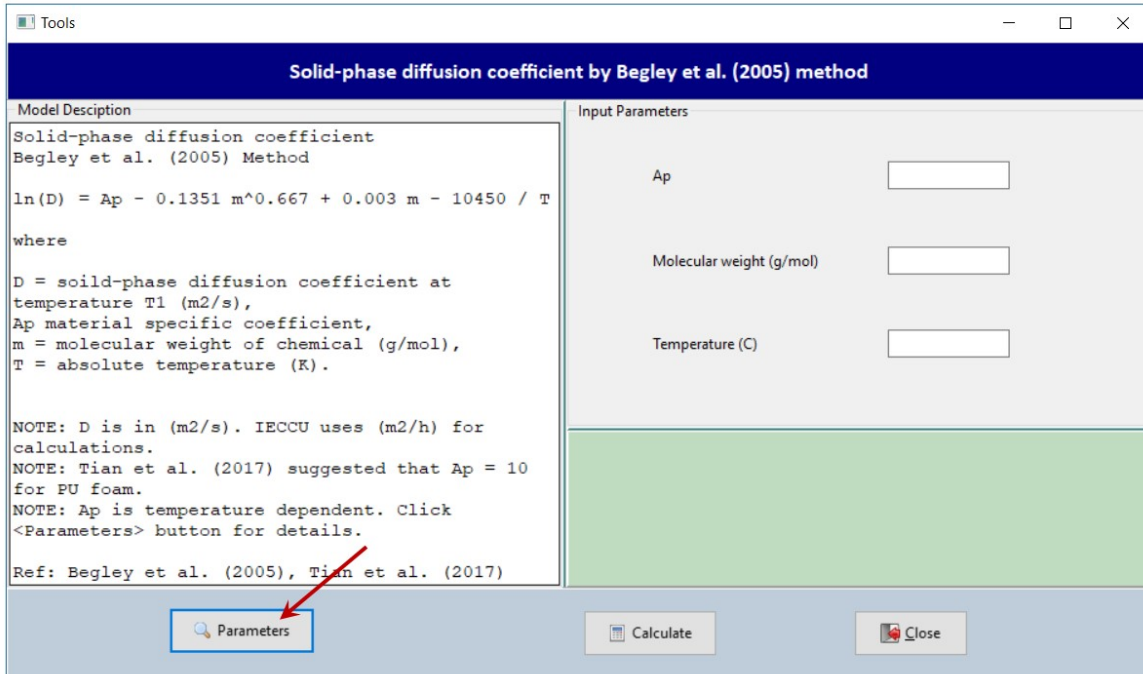 Tools
Solid-phase diffusion coefficient by Begley et al. (2005) method
Model Desciption
Solid-phase diffusion coefficient
Begley et al. (2005) Method
ln(D) = Ap - 0.1351 m^0.667 + 0.003 m - 10450 / T
where
D = soild-phase diffusion coefficient at
temperature T1 (m2/s),
Ap material specific coefficient,
m = molecular weight of chemical (g/mol),
T = absolute temperature (K).
NOTE: D is in (m2/s). IECCU uses (m2/h) for
calculations.
NOTE: Tian et al. (2017) suggested that Ap = 10
for PU foam.
NOTE: Ap is temperature dependent. Click
<Parameters> button for details.
Ref: Begley et al. (2005), Tian et al. (2017)
Input Parameters
Ap
Molecular weight (g/mol)
Temperature (C)
Parameters
Calculate
Close